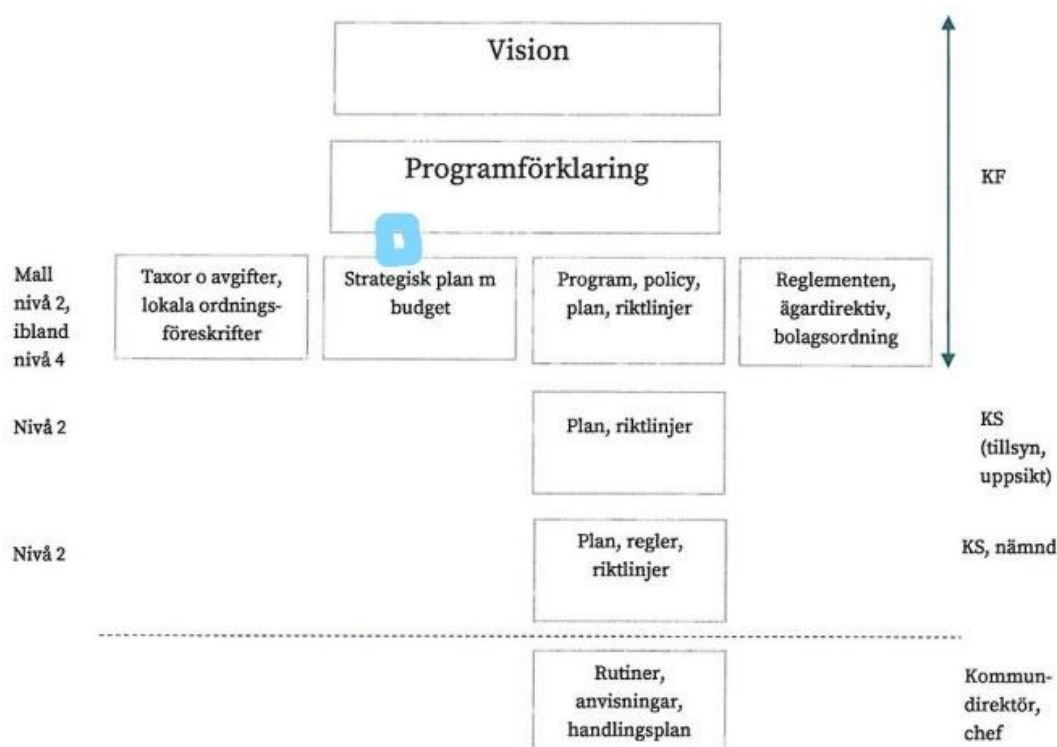 Vision
Programförklaring
KF
Mall
nivå 2,
ibland
nivå 4
Taxor o avgifter,
lokala ordnings-
föreskrifter
Strategisk plan m
budget
Program, policy,
plan, riktlinjer
Reglementen,
ägardirektiv,
bolagsordning
Nivå 2
Plan, riktlinjer
KS
(tillsyn,
uppsikt)
Nivå 2
Plan, regler,
riktlinjer
KS, nämnd
Rutiner,
anvisningar,
handlingsplan
Kommun-
direktör,
chef